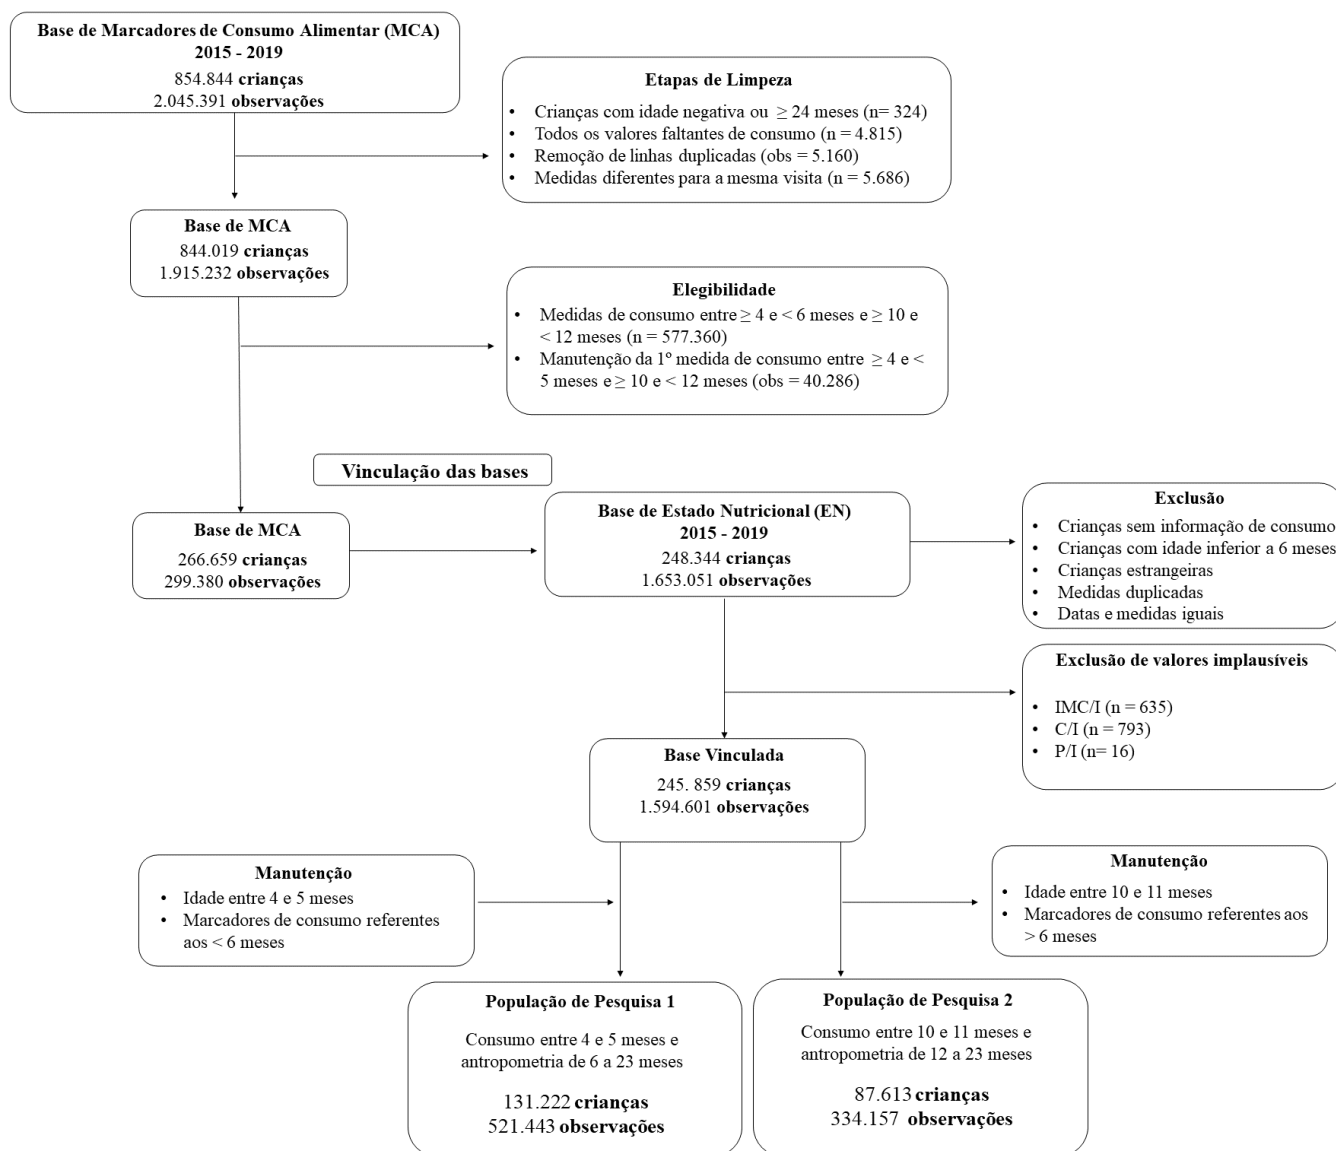 Base de Marcadores de Consumo Alimentar (MCA)
2015 - 2019
854.844 crianças
2.045.391 observações
Etapas de Limpeza
• Crianças com idade negativa ou ≥ 24 meses (n= 324)
• Todos os valores faltantes de consumo (n = 4.815)
• Remoção de linhas duplicadas (obs = 5.160)
• Medidas diferentes para a mesma visita (n = 5.686)
Base de MCA
844.019 crianças
1.915.232 observações
Elegibilidade
• Medidas de consumo entre ≥ 4 e < 6 meses e ≥ 10 e
< 12 meses (n = 577.360)
• Manutenção da 1º medida de consumo entre ≥ 4 e <
5 meses e ≥ 10 e < 12 meses (obs = 40.286)
Vinculação das bases
Base de MCA
266.659 crianças
299.380 observações
Base de Estado Nutricional (EN)
2015 - 2019
248.344 crianças
1.653.051 observações
Exclusão
• Crianças sem informação de consumo
• Crianças com idade inferior a 6 meses
• Crianças estrangeiras
• Medidas duplicadas
• Datas e medidas iguais
Exclusão de valores implausíveis
• IMC/I (n = 635)
• C/I (n = 793)
• P/I (n= 16)
Base Vinculada
245. 859 crianças
1.594.601 observações
Manutenção
• Idade entre 4 e 5 meses
• Marcadores de consumo referentes
aos < 6 meses
Manutenção
• Idade entre 10 e 11 meses
• Marcadores de consumo referentes aos
> 6 meses
População de Pesquisa 1
Consumo entre 4 e 5 meses e
antropometria de 6 a 23 meses
131.222 crianças
521.443 observações
População de Pesquisa 2
Consumo entre 10 e 11 meses e
antropometria de 12 a 23 meses
87.613 crianças
334.157 observações